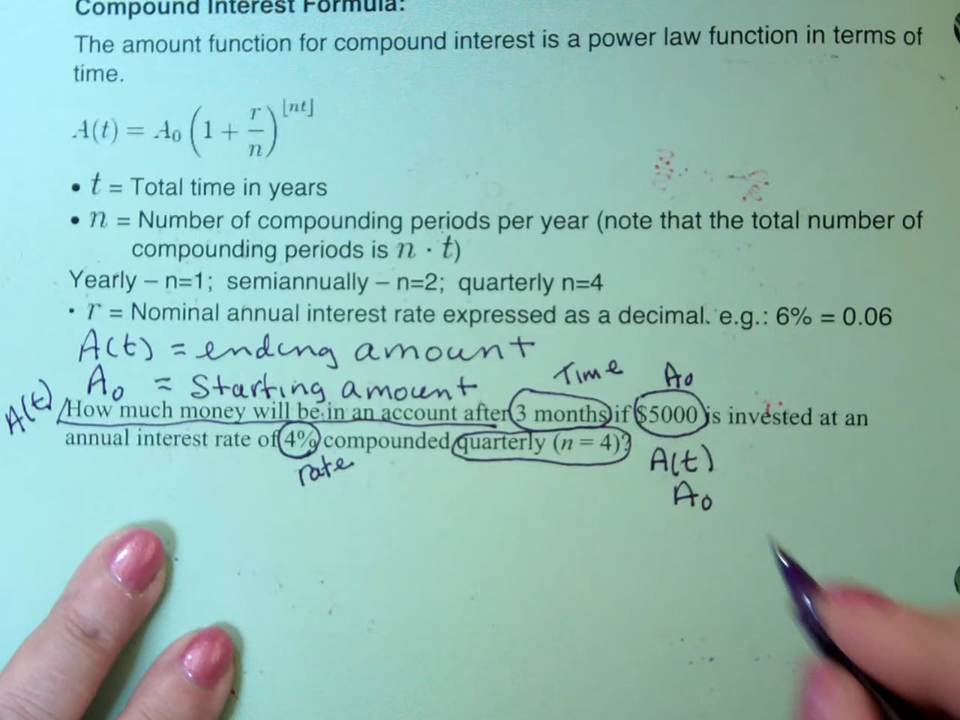 Compound Interest Formula:
The amount function for compound interest is a power law function in terms of
time.
A(t) = A₀ (1 + r/n)^⌊nt⌋
• t = Total time in years
• n = Number of compounding periods per year (note that the total number of
compounding periods is n · t)
Yearly – n=1; semiannually – n=2; quarterly n=4
· r = Nominal annual interest rate expressed as a decimal. e.g.: 6% = 0.06
A(t) = ending amount
A₀ = Starting amount
Time A₀
A(t)
How much money will be in an account after 3 months if $5000 is invested at an
annual interest rate of 4% compounded quarterly (n = 4)?
rate
A(t)
A₀